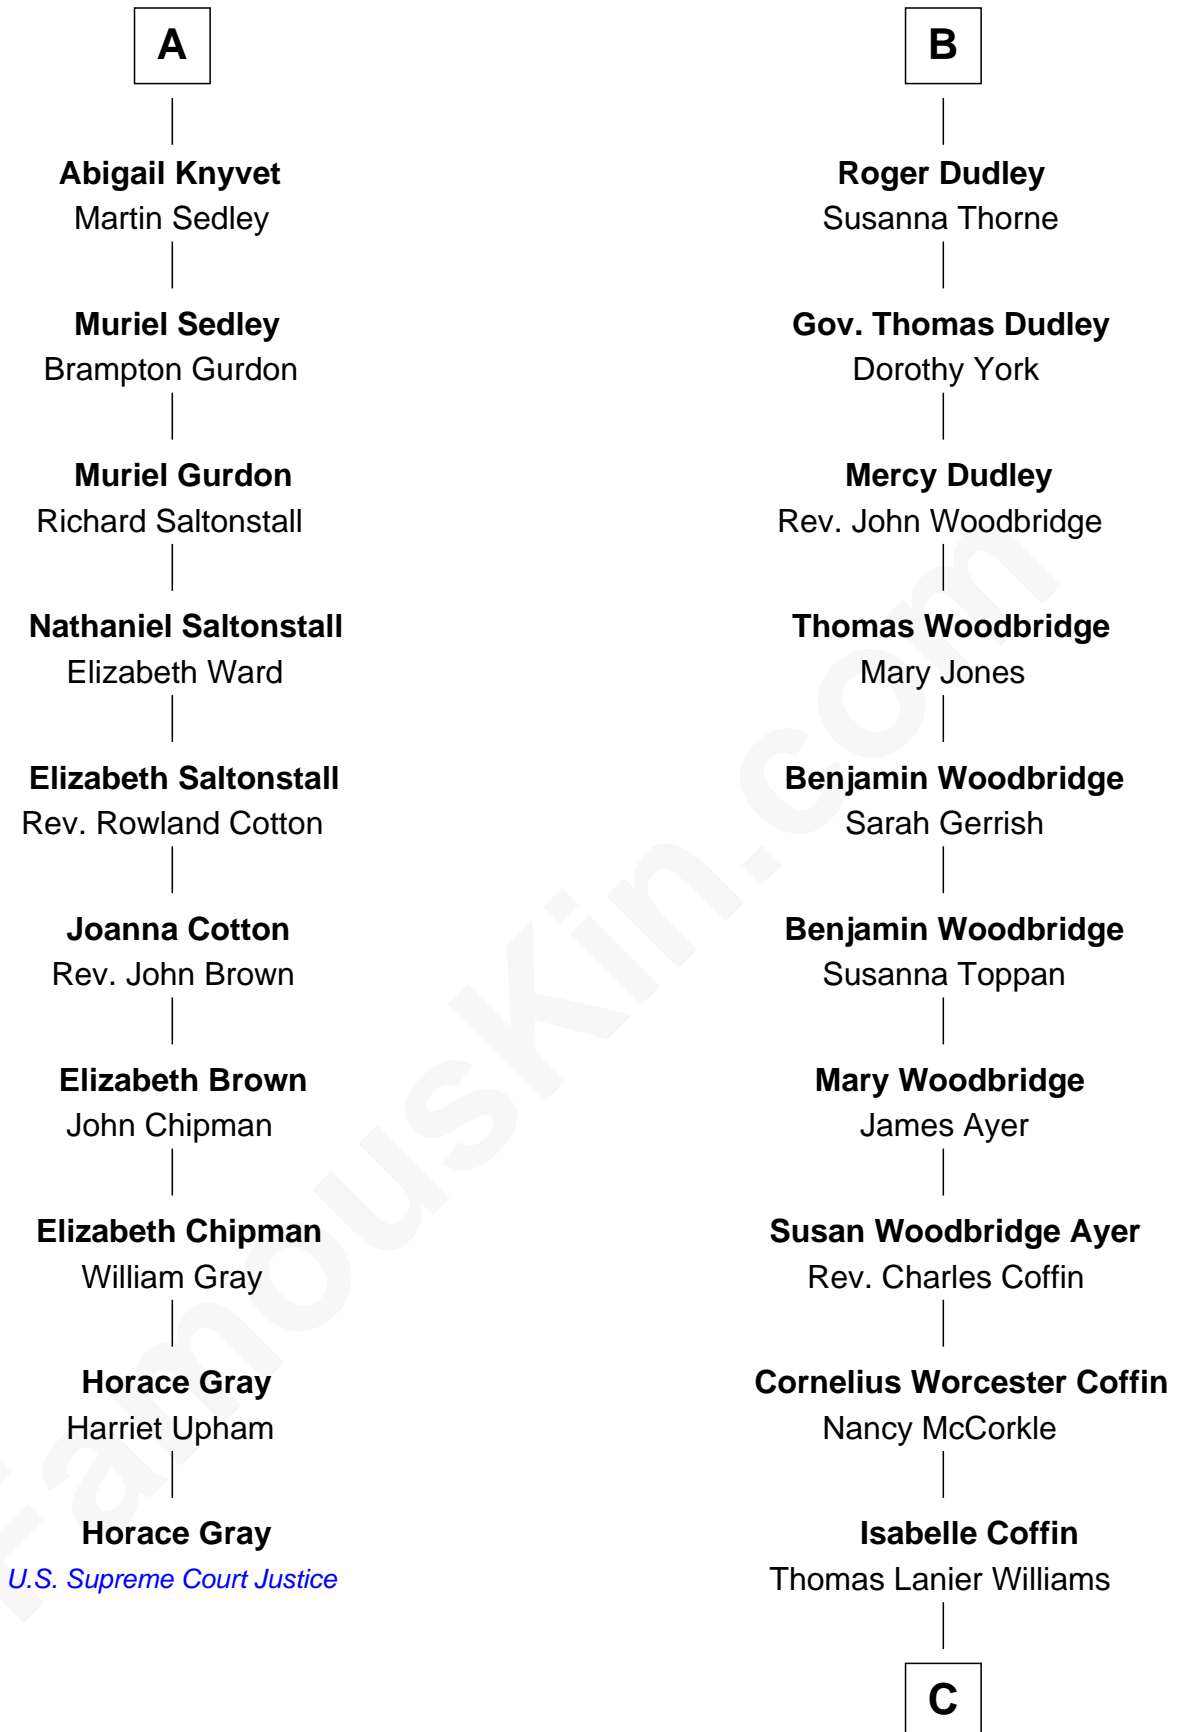 A
Abigail Knyvet
Martin Sedley
Muriel Sedley
Brampton Gurdon
Muriel Gurdon
Richard Saltonstall
Nathaniel Saltonstall
Elizabeth Ward
Elizabeth Saltonstall
Rev. Rowland Cotton
Joanna Cotton
Rev. John Brown
Elizabeth Brown
John Chipman
Elizabeth Chipman
William Gray
Horace Gray
Harriet Upham
Horace Gray
U.S. Supreme Court Justice
B
Roger Dudley
Susanna Thorne
Gov. Thomas Dudley
Dorothy York
Mercy Dudley
Rev. John Woodbridge
Thomas Woodbridge
Mary Jones
Benjamin Woodbridge
Sarah Gerrish
Benjamin Woodbridge
Susanna Toppan
Mary Woodbridge
James Ayer
Susan Woodbridge Ayer
Rev. Charles Coffin
Cornelius Worcester Coffin
Nancy McCorkle
Isabelle Coffin
Thomas Lanier Williams
C
FamousKin.com